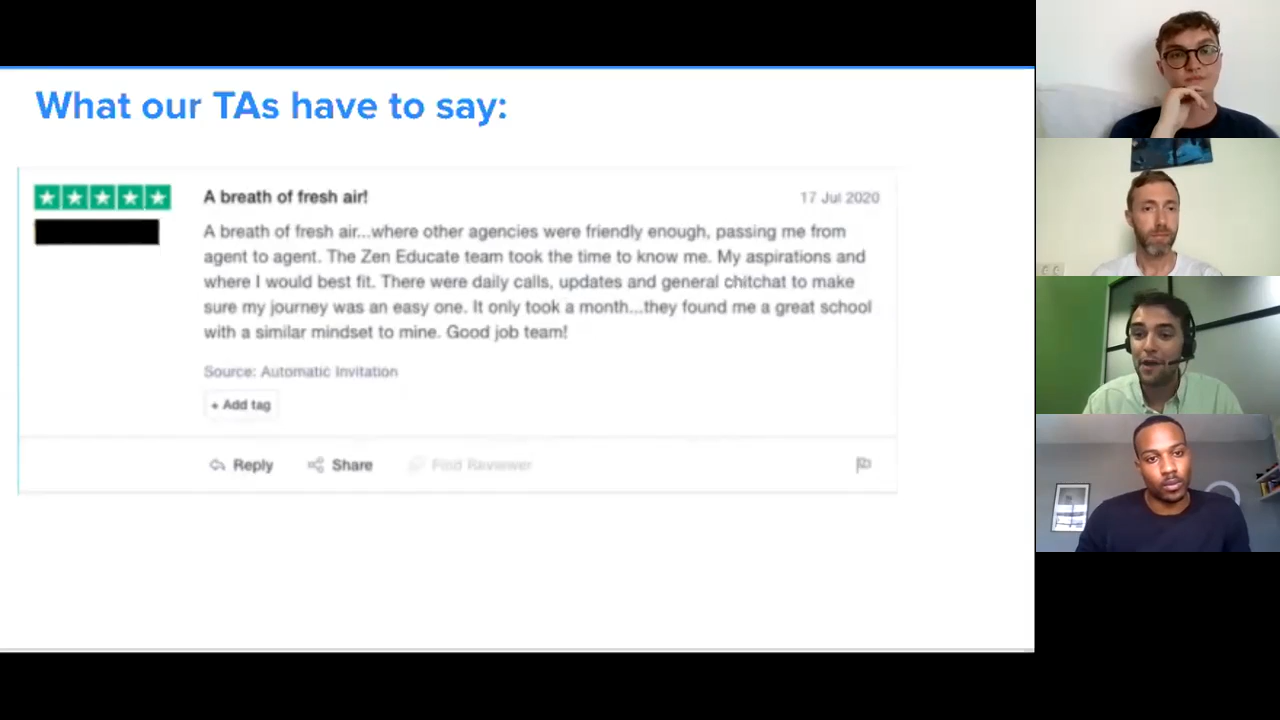 What our TAs have to say:
A breath of fresh air!
17 Jul 2020
A breath of fresh air...where other agencies were friendly enough, passing me from
agent to agent. The Zen Educate team took the time to know me. My aspirations and
where I would best fit. There were daily calls, updates and general chitchat to make
sure my journey was an easy one. It only took a month...they found me a great school
with a similar mindset to mine. Good job team!
Source: Automatic Invitation
+ Add tag
Reply
Share
Find Reviewer